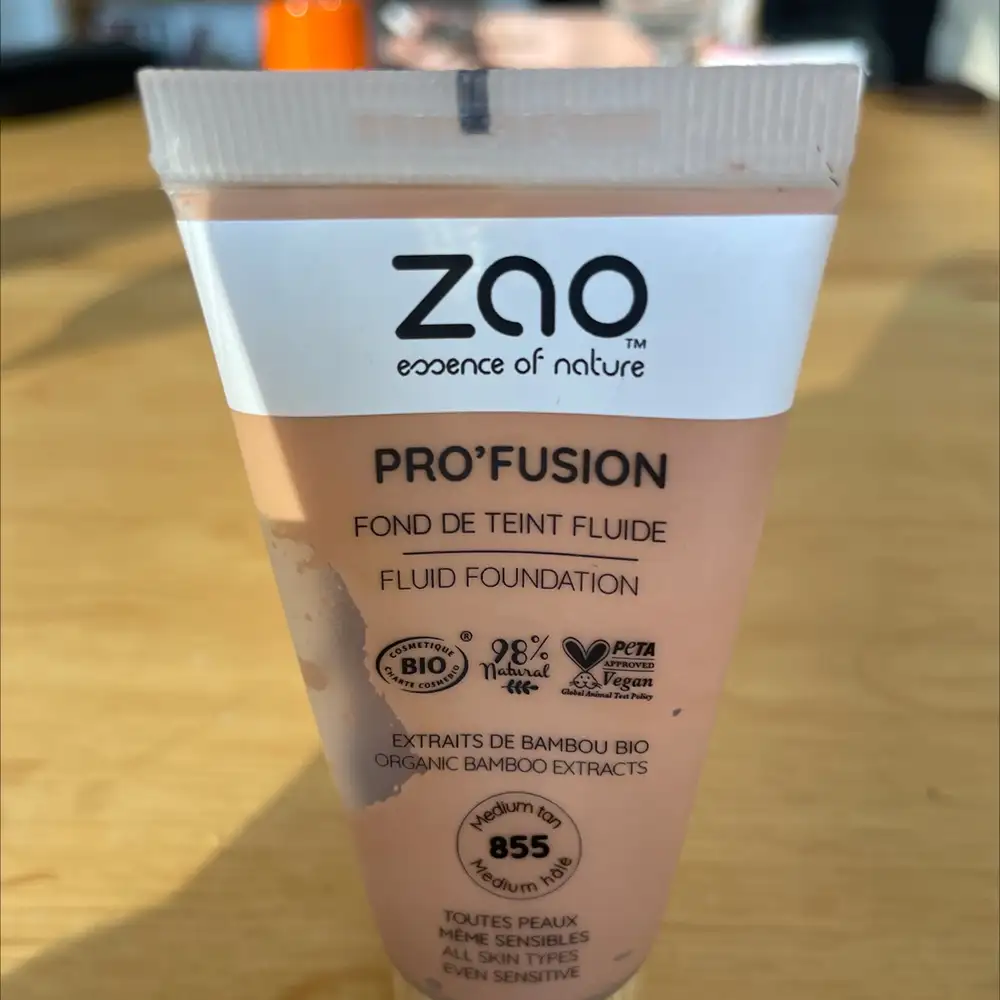 zao™
essence of nature
PRO'FUSION
FOND DE TEINT FLUIDE
FLUID FOUNDATION
COSMETIQUE
BIO
CHARTE COSMEBIO
®
98%
Natural
PETA
APPROVED
Vegan
Global Animal Test Policy
EXTRAITS DE BAMBOU BIO
ORGANIC BAMBOO EXTRACTS
Medium tan
855
Medium hâlé
TOUTES PEAUX
MÊME SENSIBLES
ALL SKIN TYPES
EVEN SENSITIVE